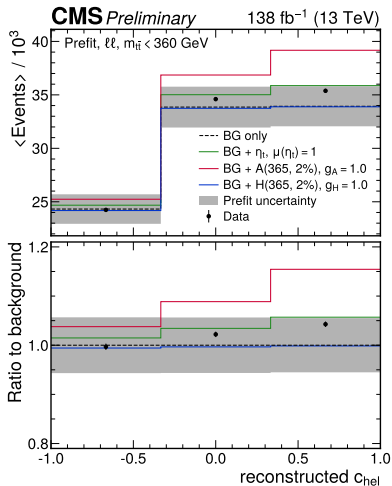 CMS Preliminary 138 fb⁻¹ (13 TeV)
Prefit, ℓℓ, m_tt̄ < 360 GeV
<Events> / 10³
40
35
30
25
BG only
BG + η_t, μ(η_t) = 1
BG + A(365, 2%), g_A = 1.0
BG + H(365, 2%), g_H = 1.0
Prefit uncertainty
Data
Ratio to background
1.2
1.0
0.8
-1.0 -0.5 0.0 0.5 1.0
reconstructed c_hel